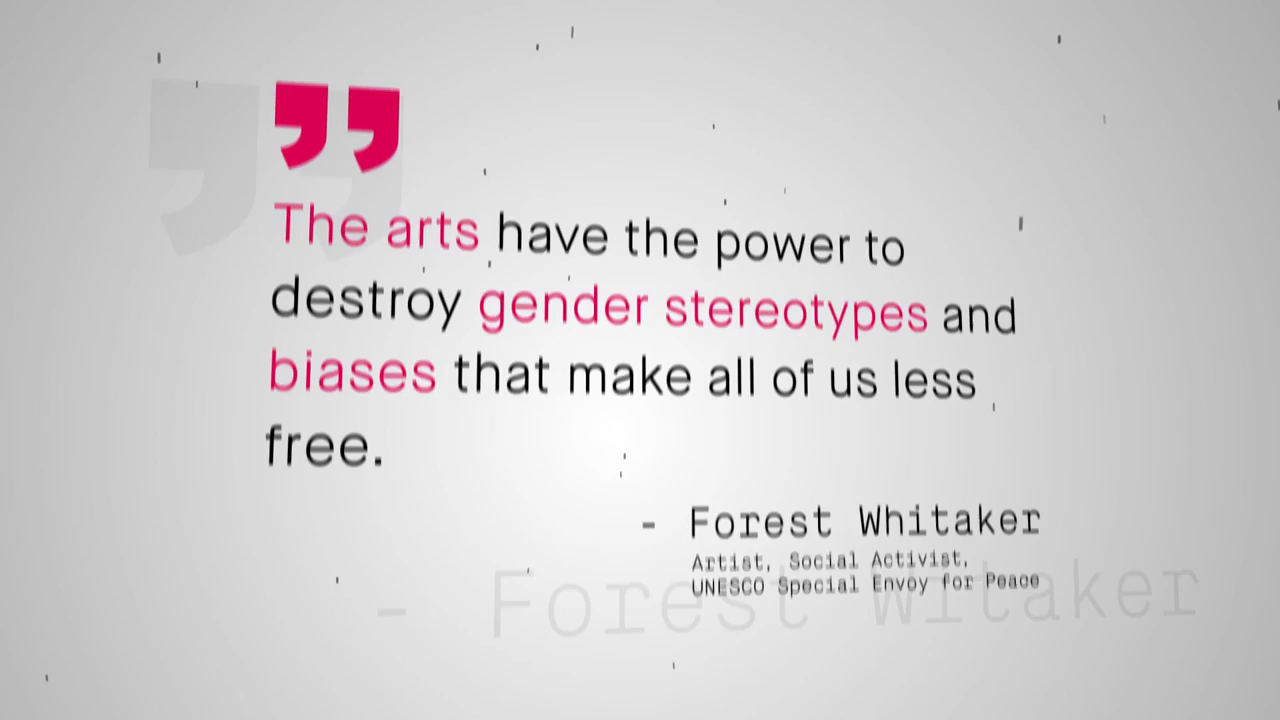 ”
The arts have the power to
destroy gender stereotypes and
biases that make all of us less
free.
- Forest Whitaker
Artist, Social Activist,
UNESCO Special Envoy for Peace
- Forest Witaker